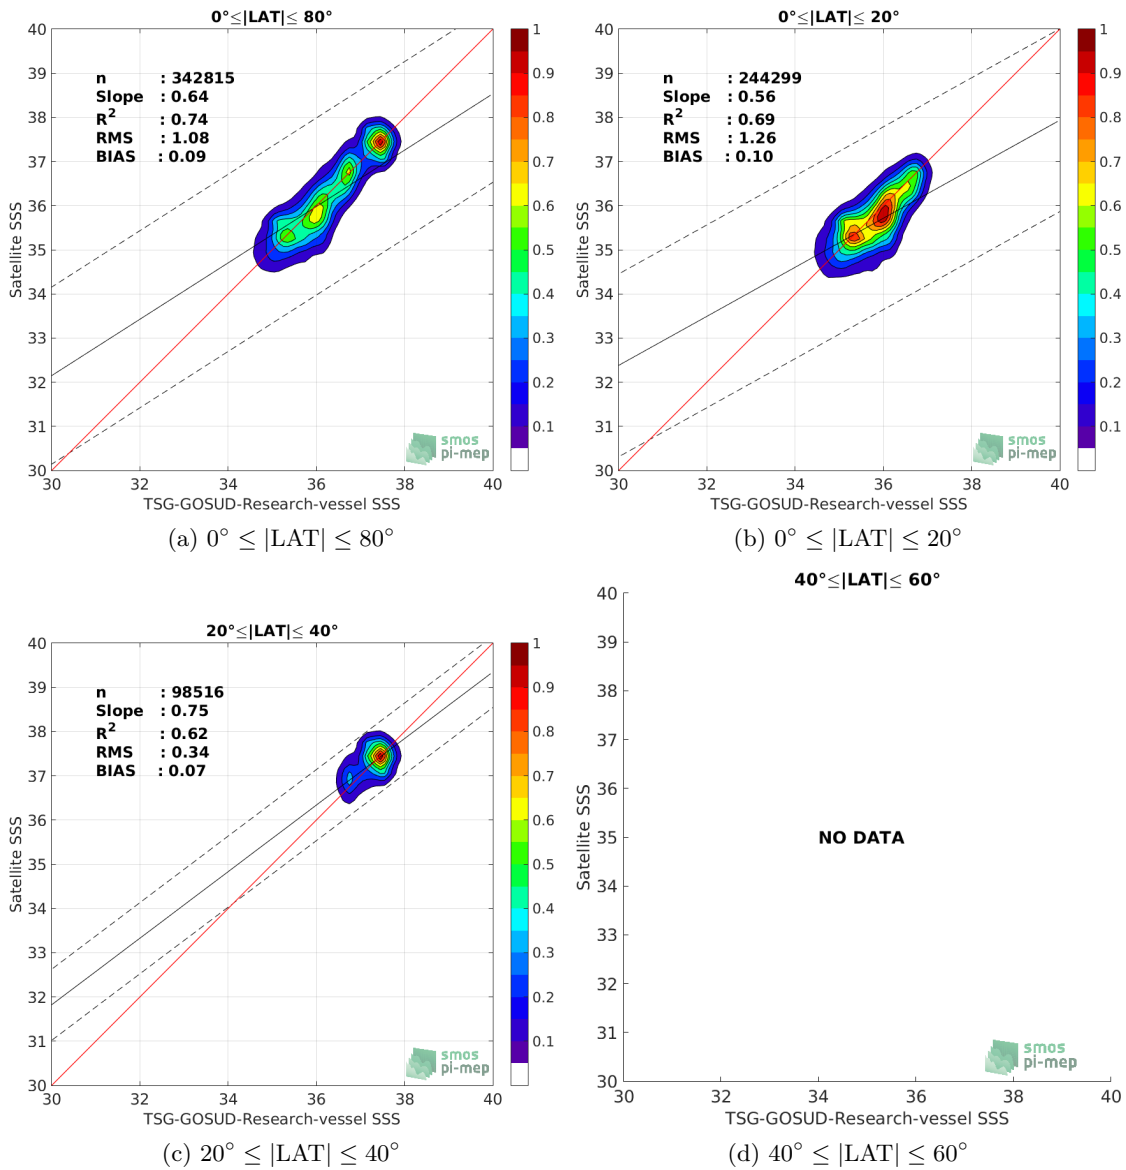 0°≤|LAT|≤ 80°
40
39
38
37
36
35
34
33
32
31
30
Satellite SSS
n : 342815
Slope : 0.64
R² : 0.74
RMS : 1.08
BIAS : 0.09
smos
pi-mep
30 32 34 36 38 40
TSG-GOSUD-Research-vessel SSS
1
0.9
0.8
0.7
0.6
0.5
0.4
0.3
0.2
0.1
(a) 0° ≤ |LAT| ≤ 80°
0°≤|LAT|≤ 20°
40
39
38
37
36
35
34
33
32
31
30
Satellite SSS
n : 244299
Slope : 0.56
R² : 0.69
RMS : 1.26
BIAS : 0.10
smos
pi-mep
30 32 34 36 38 40
TSG-GOSUD-Research-vessel SSS
1
0.9
0.8
0.7
0.6
0.5
0.4
0.3
0.2
0.1
(b) 0° ≤ |LAT| ≤ 20°
20°≤|LAT|≤ 40°
40
39
38
37
36
35
34
33
32
31
30
Satellite SSS
n : 98516
Slope : 0.75
R² : 0.62
RMS : 0.34
BIAS : 0.07
smos
pi-mep
30 32 34 36 38 40
TSG-GOSUD-Research-vessel SSS
1
0.9
0.8
0.7
0.6
0.5
0.4
0.3
0.2
0.1
(c) 20° ≤ |LAT| ≤ 40°
40°≤|LAT|≤ 60°
40
39
38
37
36
35
34
33
32
31
30
Satellite SSS
NO DATA
smos
pi-mep
30 32 34 36 38 40
TSG-GOSUD-Research-vessel SSS
(d) 40° ≤ |LAT| ≤ 60°